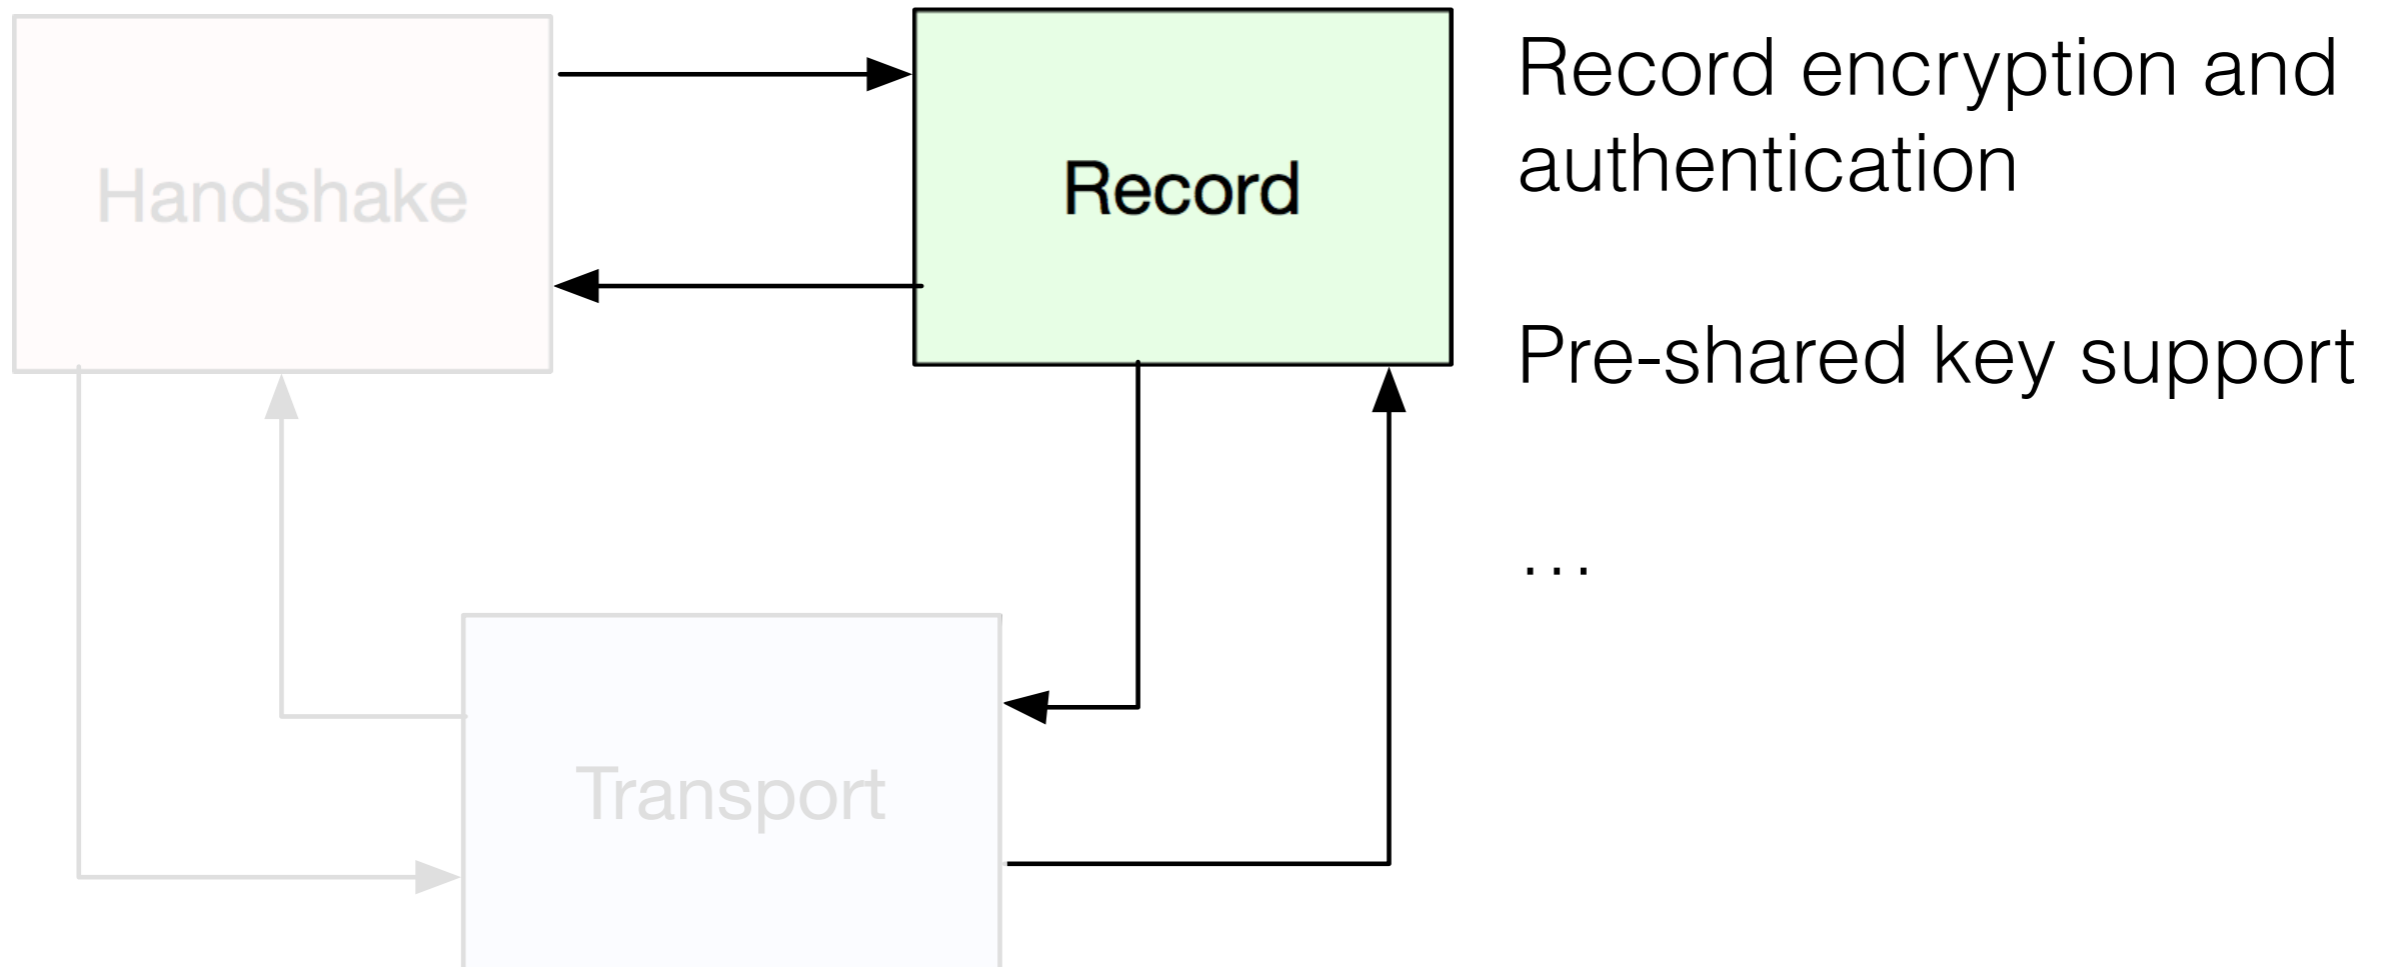 Handshake
Record
Record encryption and
authentication
Pre-shared key support
…
Transport